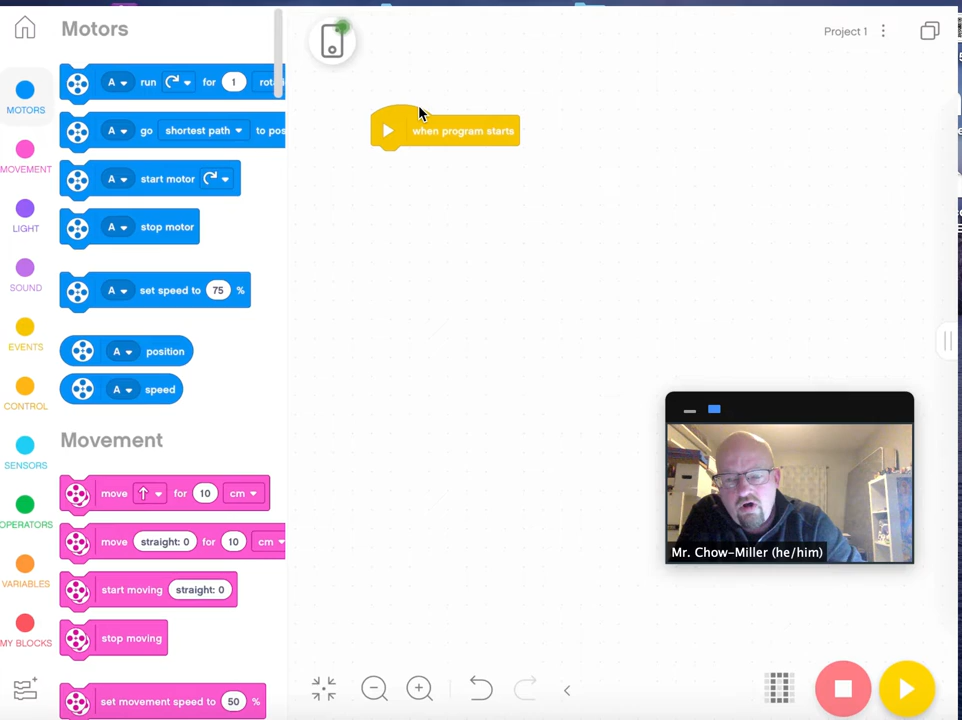 Motors
Project 1
A run for 1 rota
A go shortest path to pos
A start motor
A stop motor
A set speed to 75 %
A position
A speed
Movement
move for 10 cm
move straight: 0 for 10 cm
start moving straight: 0
stop moving
set movement speed to 50 %
MOTORS
MOVEMENT
LIGHT
SOUND
EVENTS
CONTROL
SENSORS
OPERATORS
VARIABLES
MY BLOCKS
when program starts
Mr. Chow-Miller (he/him)